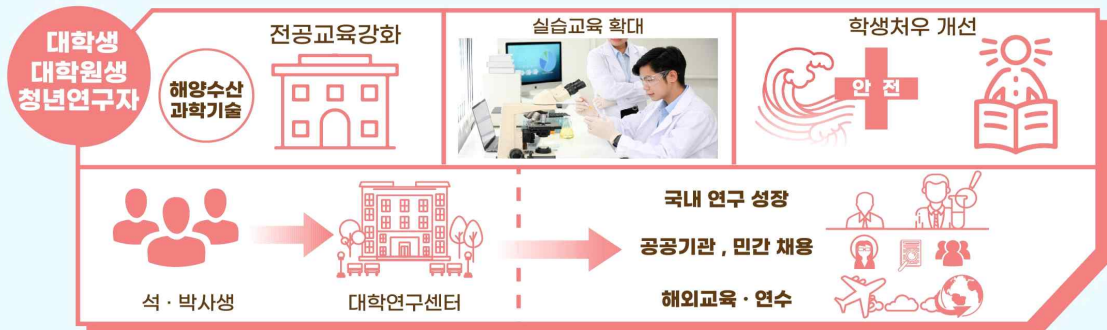 대학생
대학원생
청년연구자
해양수산
과학기술
전공교육강화
실습교육 확대
학생처우 개선
안 전
석 · 박사생
대학연구센터
국내 연구 성장
공공기관 , 민간 채용
해외교육 · 연수